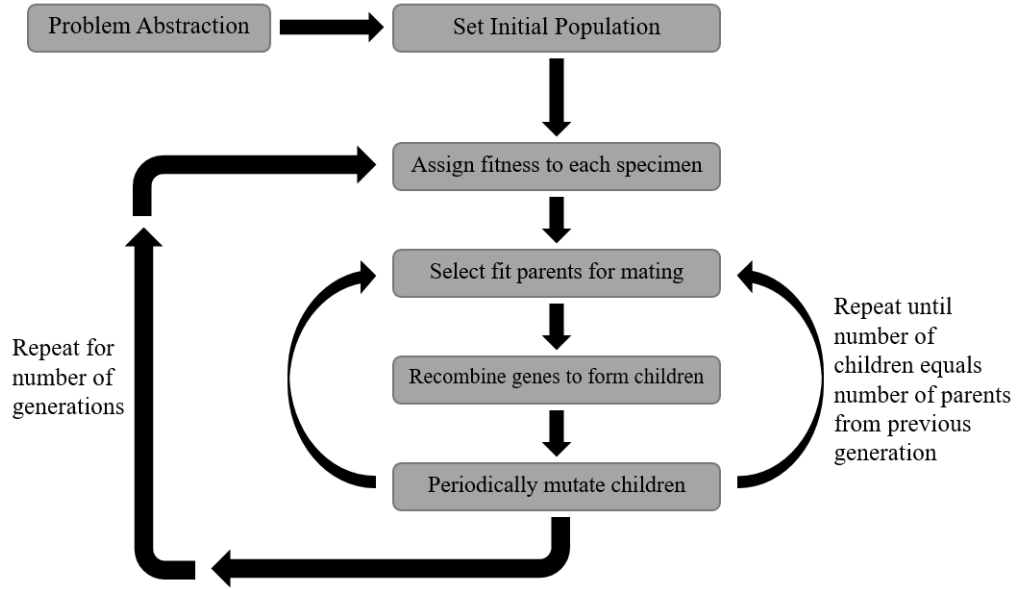 Problem Abstraction
Set Initial Population
Assign fitness to each specimen
Select fit parents for mating
Recombine genes to form children
Periodically mutate children
Repeat for
number of
generations
Repeat until
number of
children equals
number of parents
from previous
generation